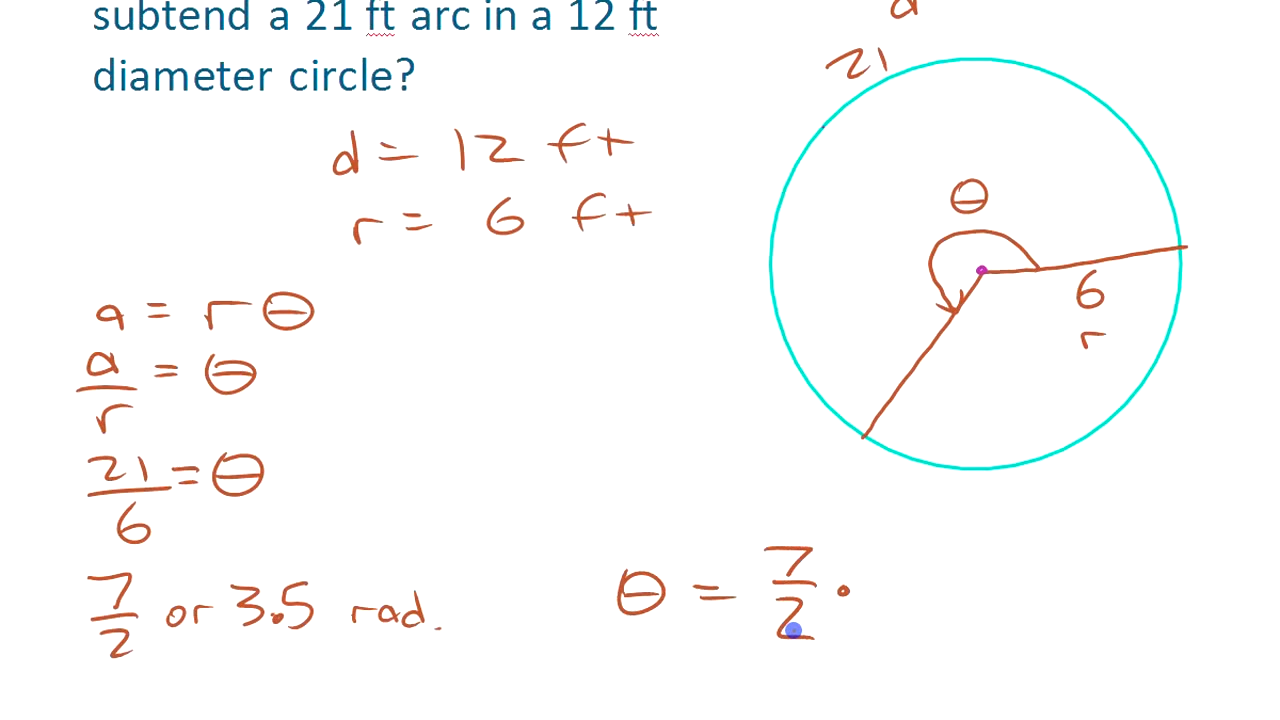 subtend a 21 ft arc in a 12 ft
diameter circle?
d = 12 ft
r = 6 ft
a = r θ
a/r = θ
21/6 = θ
7/2 or 3.5 rad.
a
21
θ
6
r
θ = 7/2 ·